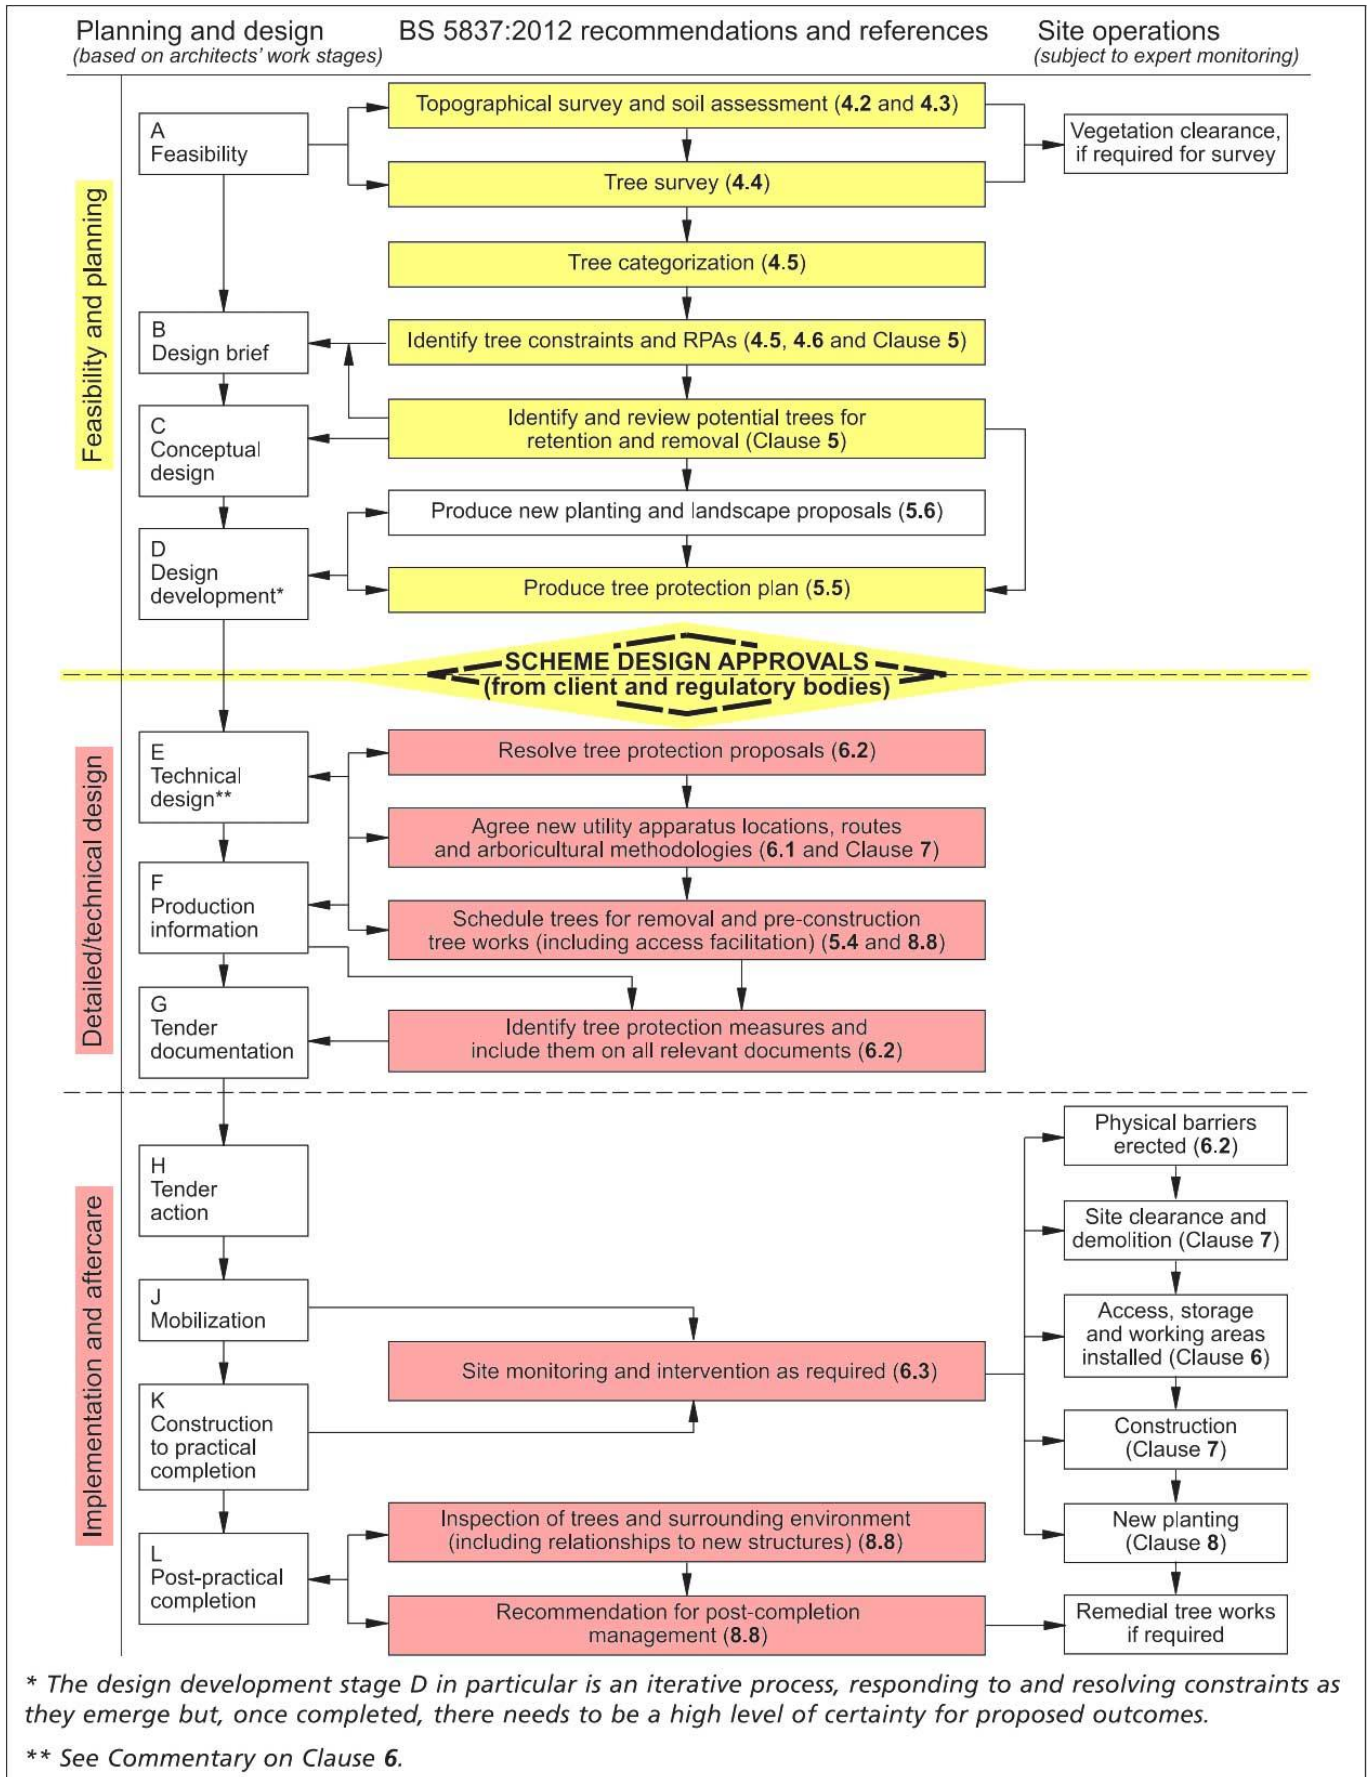 Planning and design
(based on architects' work stages)
BS 5837:2012 recommendations and references
Site operations
(subject to expert monitoring)
Feasibility and planning
A
Feasibility
Topographical survey and soil assessment (4.2 and 4.3)
Vegetation clearance,
if required for survey
Tree survey (4.4)
Tree categorization (4.5)
B
Design brief
Identify tree constraints and RPAs (4.5, 4.6 and Clause 5)
C
Conceptual
design
Identify and review potential trees for
retention and removal (Clause 5)
Produce new planting and landscape proposals (5.6)
D
Design
development*
Produce tree protection plan (5.5)
SCHEME DESIGN APPROVALS
(from client and regulatory bodies)
Detailed/technical design
E
Technical
design**
Resolve tree protection proposals (6.2)
Agree new utility apparatus locations, routes
and arboricultural methodologies (6.1 and Clause 7)
F
Production
information
Schedule trees for removal and pre-construction
tree works (including access facilitation) (5.4 and 8.8)
G
Tender
documentation
Identify tree protection measures and
include them on all relevant documents (6.2)
Implementation and aftercare
H
Tender
action
Physical barriers
erected (6.2)
Site clearance and
demolition (Clause 7)
J
Mobilization
Access, storage
and working areas
installed (Clause 6)
Site monitoring and intervention as required (6.3)
K
Construction
to practical
completion
Construction
(Clause 7)
Inspection of trees and surrounding environment
(including relationships to new structures) (8.8)
New planting
(Clause 8)
L
Post-practical
completion
Recommendation for post-completion
management (8.8)
Remedial tree works
if required
* The design development stage D in particular is an iterative process, responding to and resolving constraints as
they emerge but, once completed, there needs to be a high level of certainty for proposed outcomes.
** See Commentary on Clause 6.